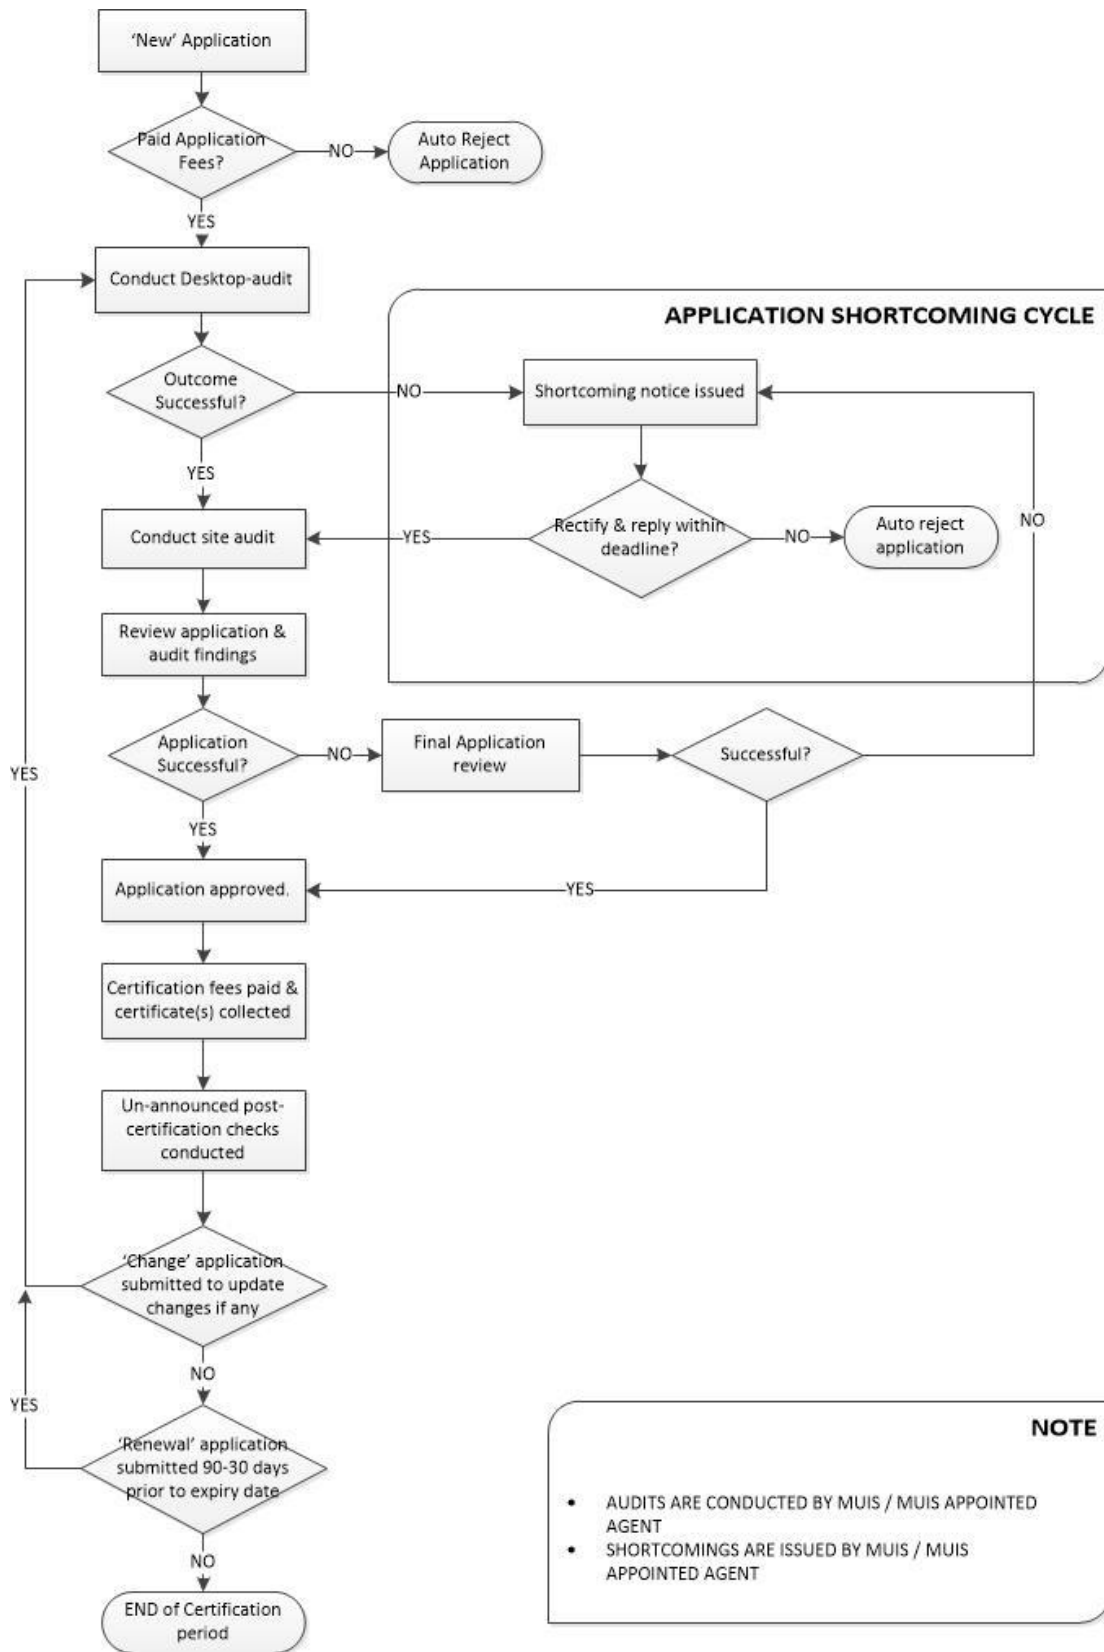 ‘New’ Application
Paid Application
Fees?
NO
Auto Reject
Application
YES
Conduct Desktop-audit
APPLICATION SHORTCOMING CYCLE
Outcome
Successful?
NO
Shortcoming notice issued
YES
Conduct site audit
YES
Rectify & reply within
deadline?
NO
Auto reject
application
NO
Review application &
audit findings
Application
Successful?
NO
Final Application
review
Successful?
YES
YES
Application approved.
YES
Certification fees paid &
certificate(s) collected
Un-announced post-
certification checks
conducted
‘Change’ application
submitted to update
changes if any
NO
YES
‘Renewal’ application
submitted 90-30 days
prior to expiry date
NO
END of Certification
period
NOTE
• AUDITS ARE CONDUCTED BY MUIS / MUIS APPOINTED
AGENT
• SHORTCOMINGS ARE ISSUED BY MUIS / MUIS
APPOINTED AGENT